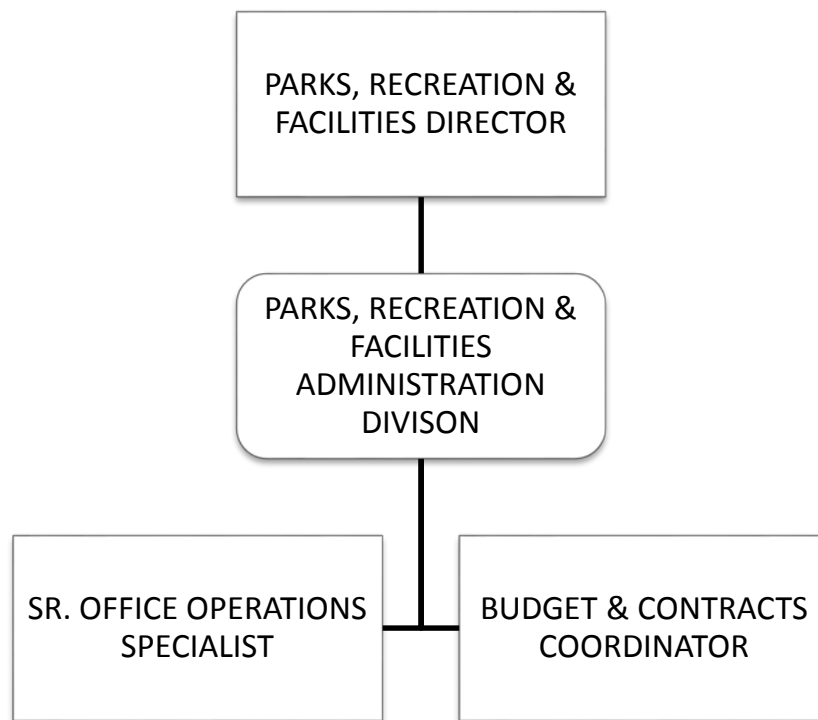 PARKS, RECREATION &
FACILITIES DIRECTOR
PARKS, RECREATION &
FACILITIES
ADMINISTRATION
DIVISON
SR. OFFICE OPERATIONS
SPECIALIST
BUDGET & CONTRACTS
COORDINATOR